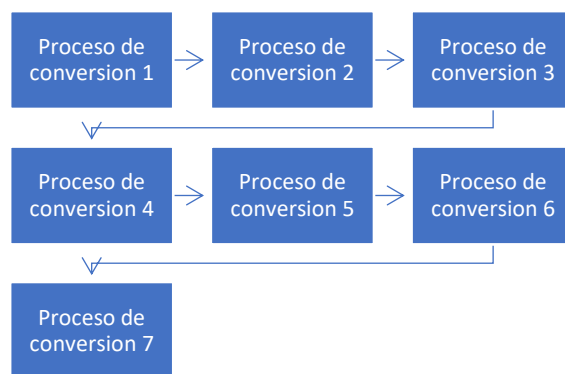 Proceso de
conversion 1
Proceso de
conversion 2
Proceso de
conversion 3
Proceso de
conversion 4
Proceso de
conversion 5
Proceso de
conversion 6
Proceso de
conversion 7